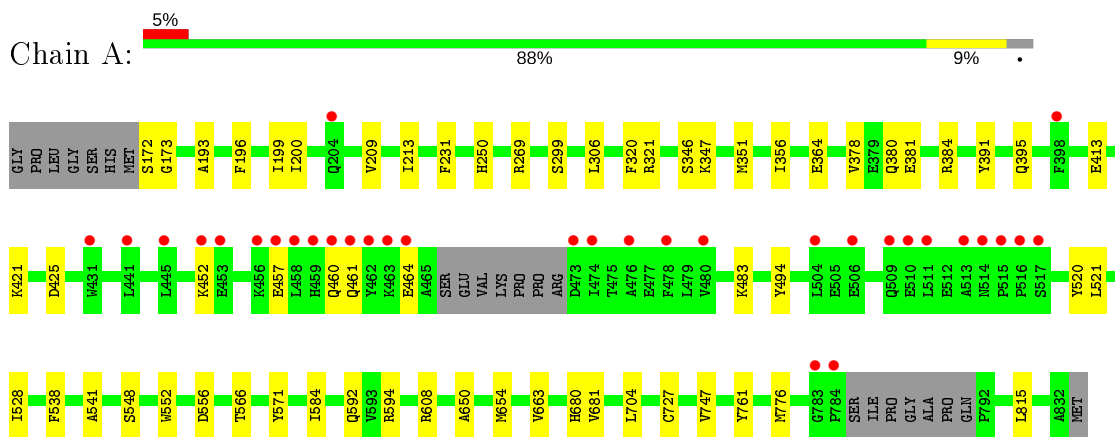 5%
Chain A:
88%
9%
•
GLY PRO LEU GLY SER HIS MET S172 G173 A193 F196 I199 I200 Q204 V209 I213 F231 H250 R269 S299 L306 F320 R321 S346 K347 M351 I356 E364 V378 E379 Q380 E381 R384 Y391 Q395 F398 E413
K421 D425 W431 L441 L445 K452 E453 K456 E457 L458 H459 Q460 Q461 Y462 K463 E464 A465 SER GLU VAL LYS PRO PRO ARG D473 I474 T475 A476 E477 F478 L479 V480 K483 Y494 L504 E505 E506 Q509 E510 L511 E512 A513 N514 P515 P516 S517 Y520 L521
I528 F538 A541 S548 W552 D556 T566 Y571 I584 Q592 V593 R594 R608 A650 M654 V663 H680 V681 L704 C727 V747 Y761 M776 G783 P784 SER ILE PRO GLY ALA PRO GLN P792 L815 A832 MET